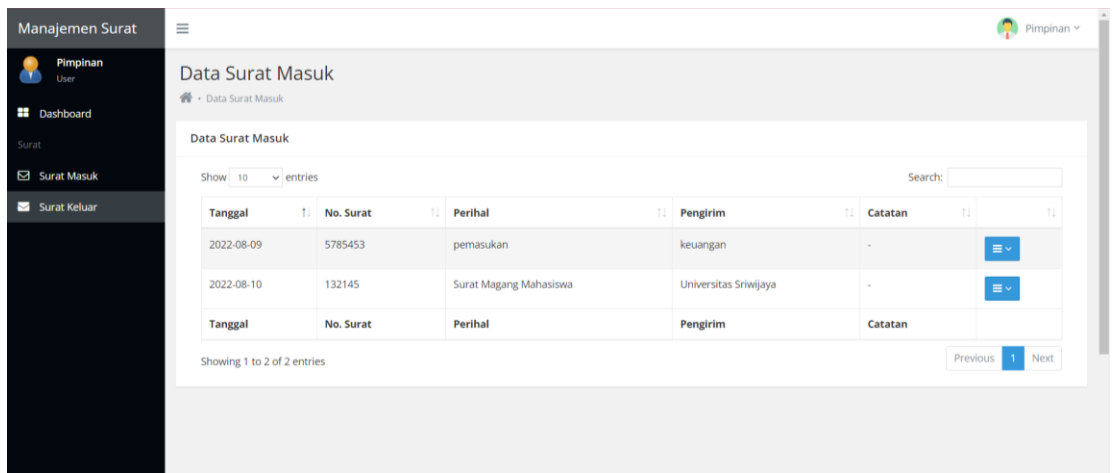 Manajemen Surat
Pimpinan
Pimpinan
User
Dashboard
Surat
Surat Masuk
Surat Keluar
Data Surat Masuk
Data Surat Masuk
Data Surat Masuk
Show 10 entries
Search:
Tanggal No. Surat Perihal Pengirim Catatan
2022-08-09 5785453 pemasukan keuangan -
2022-08-10 132145 Surat Magang Mahasiswa Universitas Sriwijaya -
Tanggal No. Surat Perihal Pengirim Catatan
Showing 1 to 2 of 2 entries
Previous 1 Next